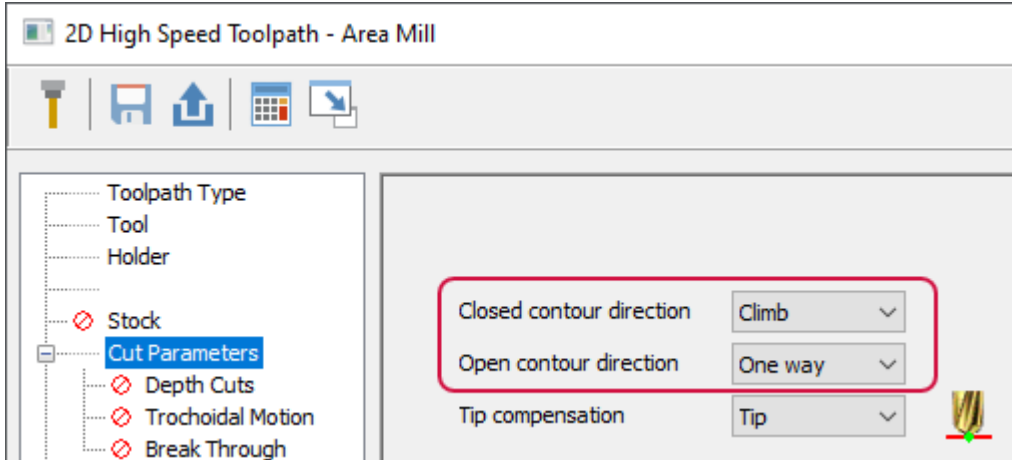 2D High Speed Toolpath - Area Mill
Toolpath Type
Tool
Holder
Stock
Cut Parameters
Depth Cuts
Trochoidal Motion
Break Through
Closed contour direction Climb
Open contour direction One way
Tip compensation Tip